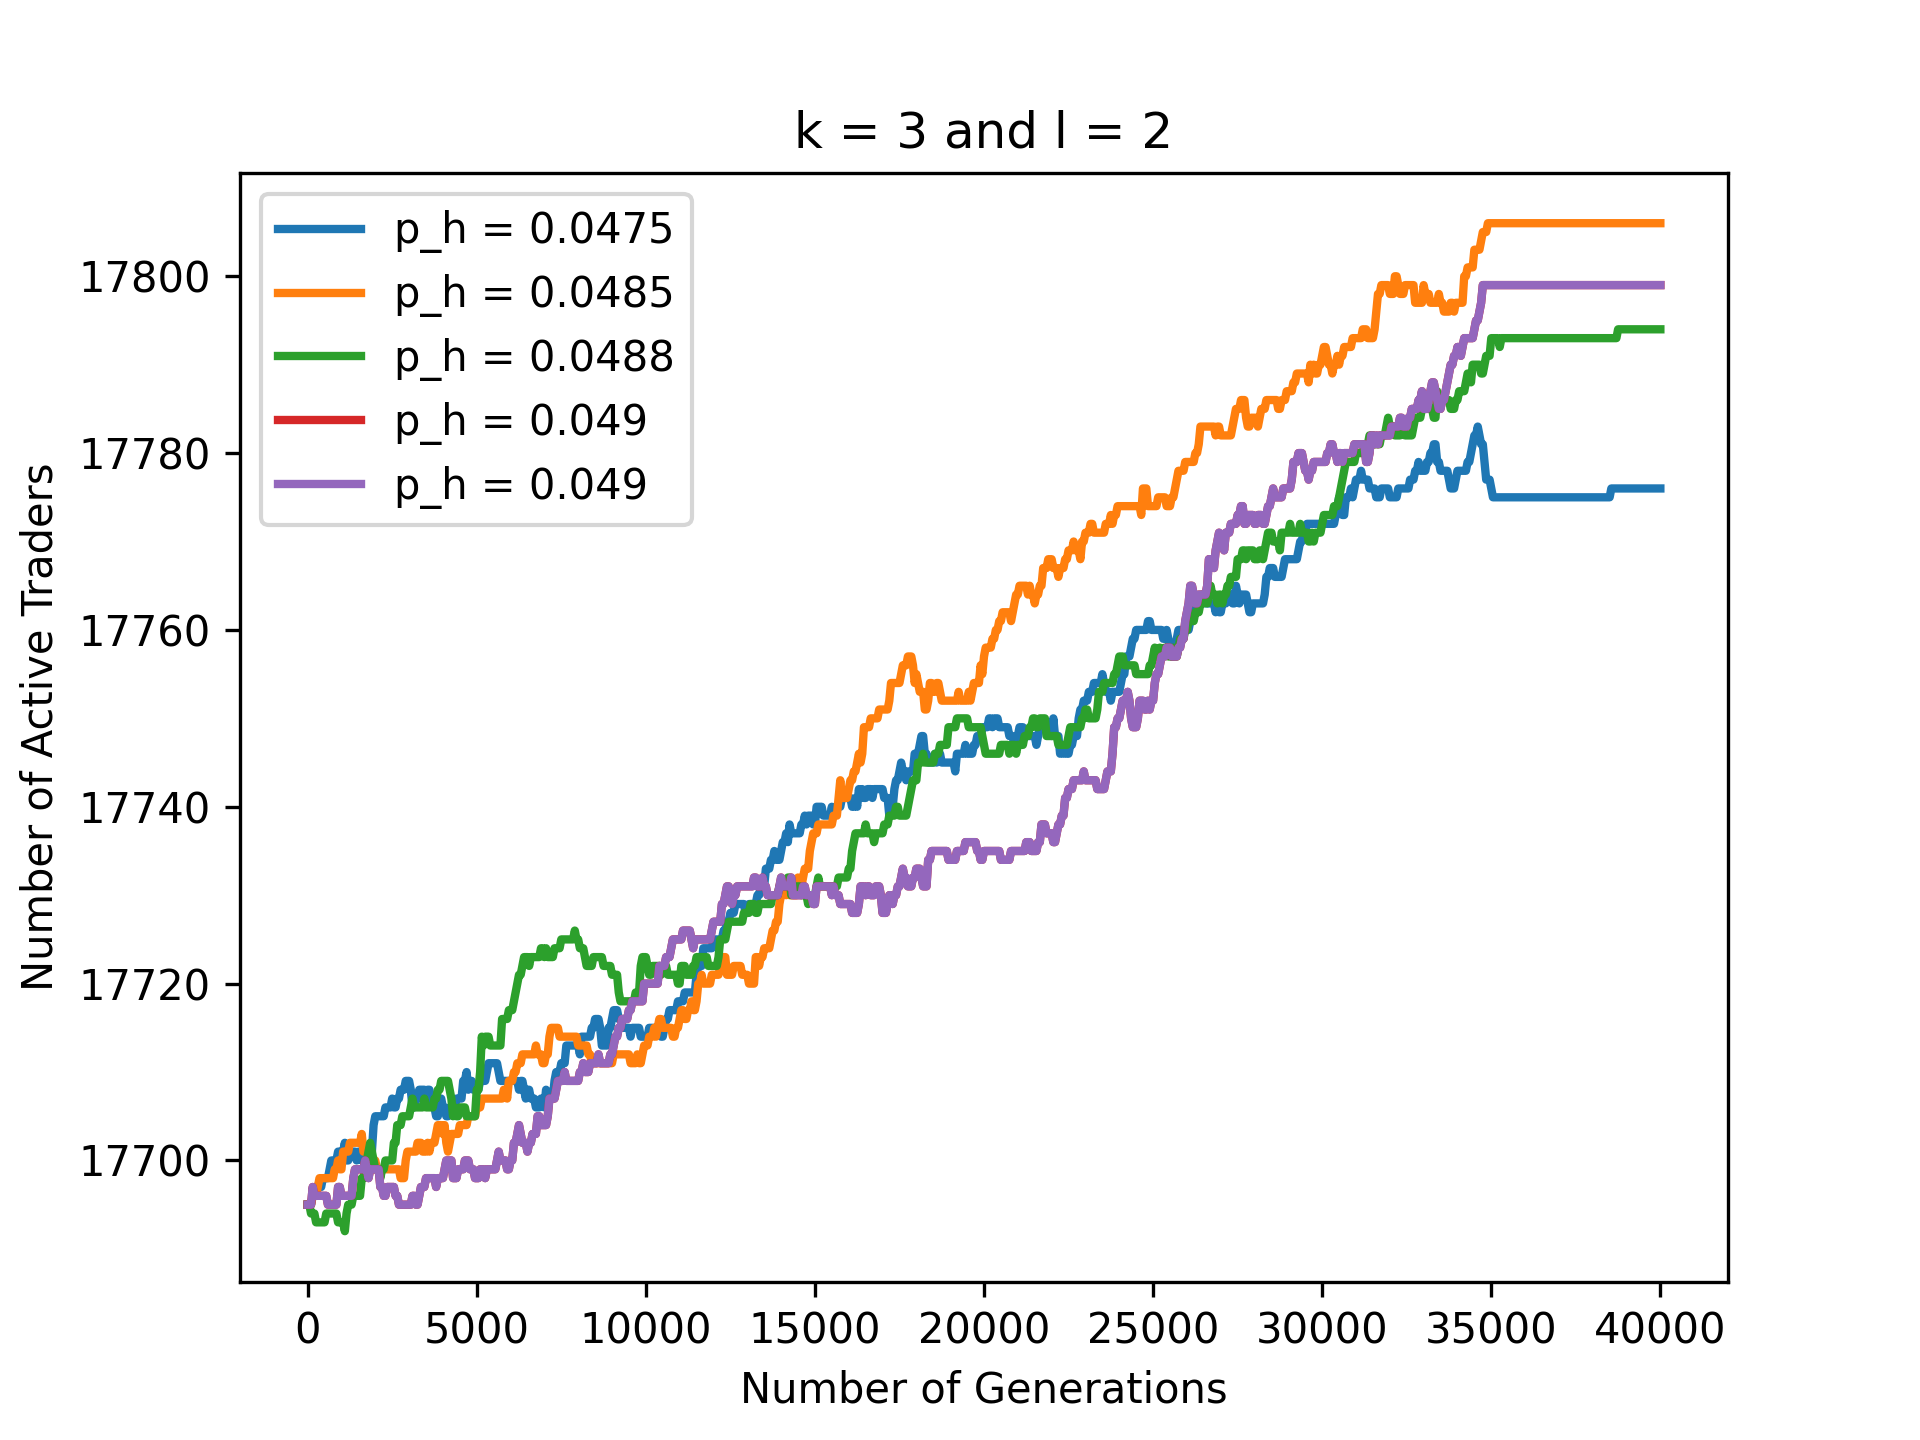 k = 3 and l = 2
p_h = 0.0475
p_h = 0.0485
p_h = 0.0488
p_h = 0.049
p_h = 0.049
17800
17780
17760
17740
17720
17700
Number of Active Traders
0 5000 10000 15000 20000 25000 30000 35000 40000
Number of Generations